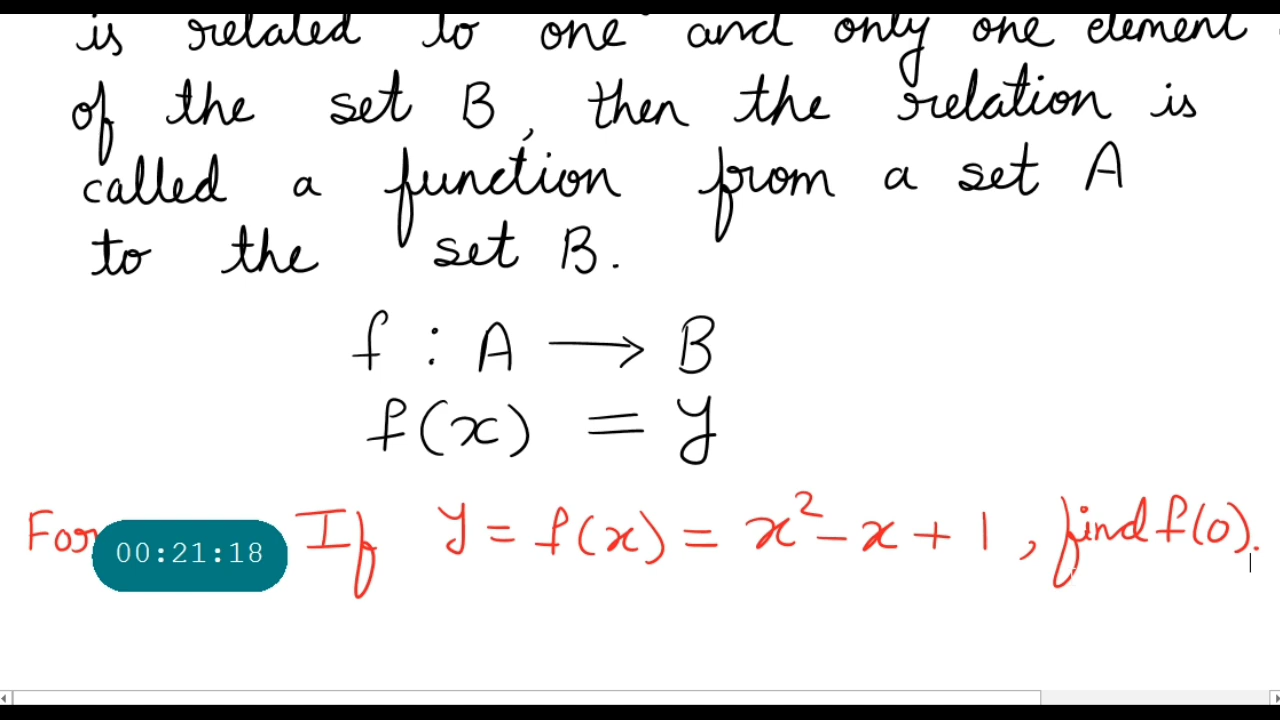 is related to one and only one element
of the set B, then the relation is
called a function from a set A
to the set B.
f : A → B
f(x) = y
For If y = f(x) = x² - x + 1, find f(0).
00:21:18